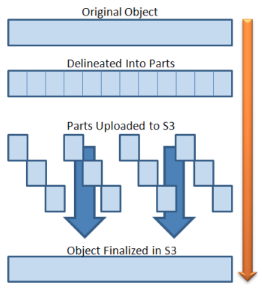 Original Object
Delineated Into Parts
Parts Uploaded to S3
Object Finalized in S3